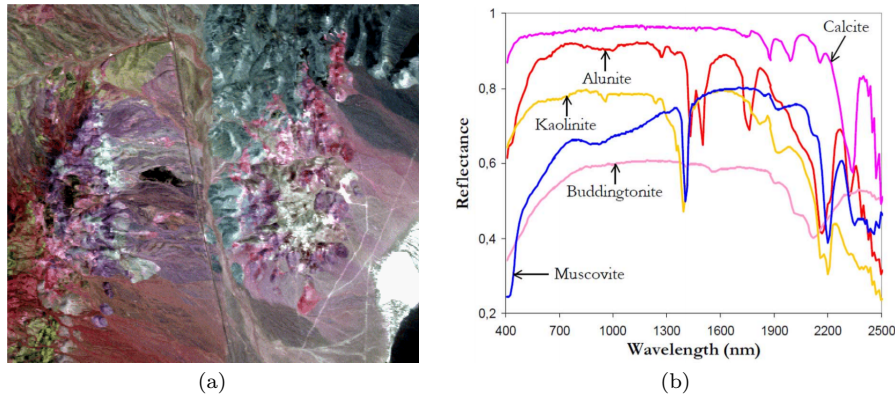 1
0.8
0.6
0.4
0,2
Reflectance
400
700
1000
1300
1600
1900
2200
2500
Wavelength (nm)
Calcite
Alunite
Kaolinite
Buddingtonite
Muscovite
(a)
(b)